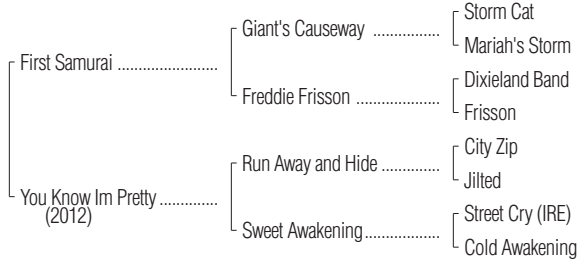 Storm Cat
Giant's Causeway ..................
Mariah's Storm
First Samurai ........................
Dixieland Band
Freddie Frisson ......................
Frisson
City Zip
Run Away and Hide ................
Jilted
You Know Im Pretty ..............
(2012)
Street Cry (IRE)
Sweet Awakening....................
Cold Awakening